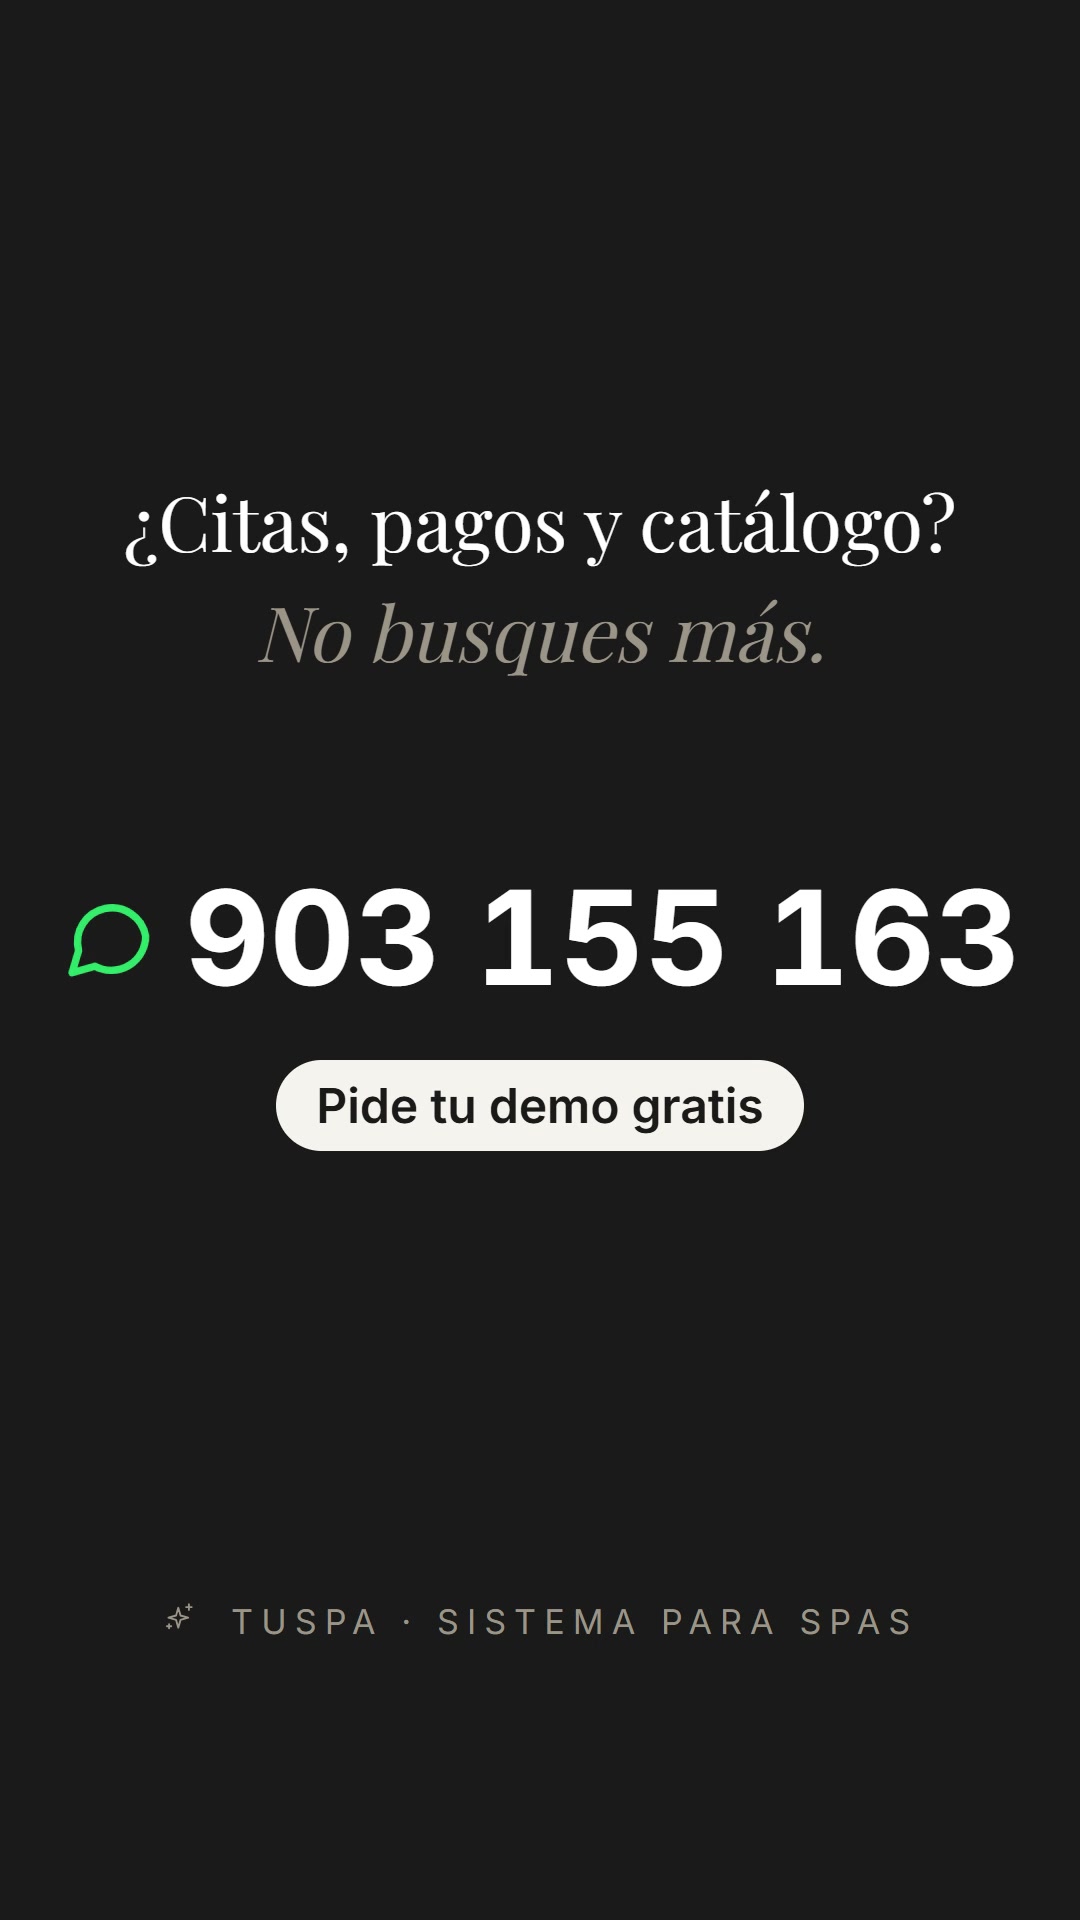 ¿Citas, pagos y catálogo?
No busques más.
903 155 163
Pide tu demo gratis
TUSPA · SISTEMA PARA SPAS